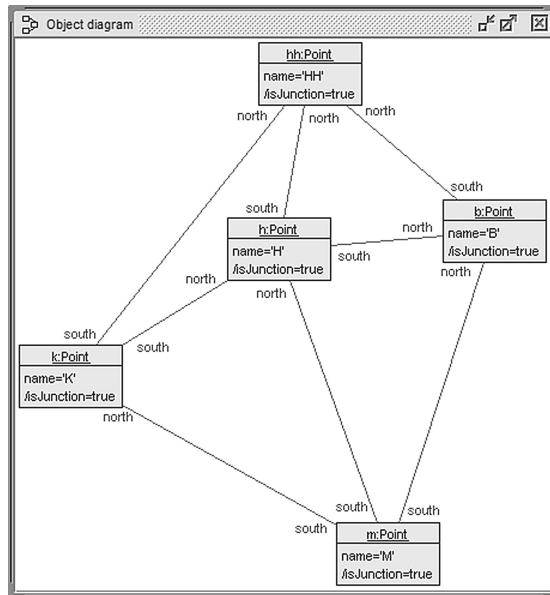 Object diagram
hh:Point
name='HH'
/isJunction=true
north
north
north
south
south
b:Point
name='B'
/isJunction=true
h:Point
name='H'
/isJunction=true
north
south
north
north
north
south
south
k:Point
name='K'
/isJunction=true
north
south
south
south
m:Point
name='M'
/isJunction=true